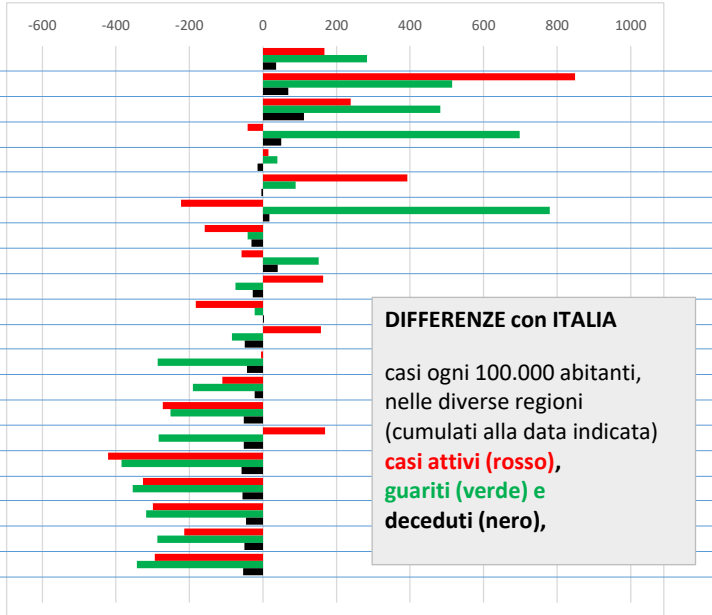 -600 -400 -200 0 200 400 600 800 1000
DIFFERENZE con ITALIA
casi ogni 100.000 abitanti,
nelle diverse regioni
(cumulati alla data indicata)
casi attivi (rosso),
guariti (verde) e
deceduti (nero),